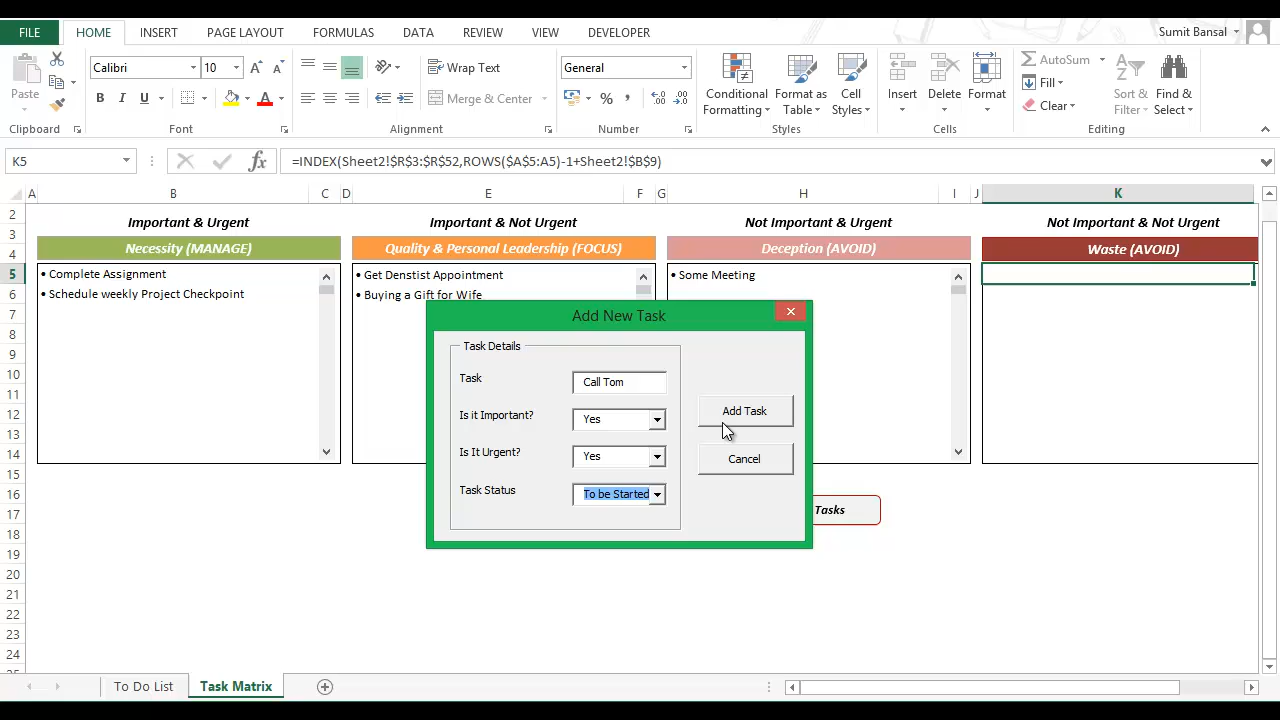 FILE HOME INSERT PAGE LAYOUT FORMULAS DATA REVIEW VIEW DEVELOPER Sumit Bansal
Calibri 10 Wrap Text General AutoSum
Paste B I U Merge & Center % , Conditional Formatting Format as Table Cell Styles Insert Delete Format Fill Sort & Filter Find & Select
Clear
Clipboard Font Alignment Number Styles Cells Editing
K5 fx =INDEX(Sheet2!$R$3:$R$52,ROWS($A$5:A5)-1+Sheet2!$B$9)
A B C D E F G H I J K
2 Important & Urgent Important & Not Urgent Not Important & Urgent Not Important & Not Urgent
3
4 Necessity (MANAGE) Quality & Personal Leadership (FOCUS) Deception (AVOID) Waste (AVOID)
5 • Complete Assignment • Get Denstist Appointment • Some Meeting
6 • Schedule weekly Project Checkpoint • Buying a Gift for Wife
7 Add New Task
8 Task Details
9
10 Task Call Tom
11 Is it Important? Yes Add Task
12
13 Is It Urgent? Yes Cancel
14
15 Task Status To be Started
16
17 Tasks
18
19
20
21
22
23
24
To Do List Task Matrix